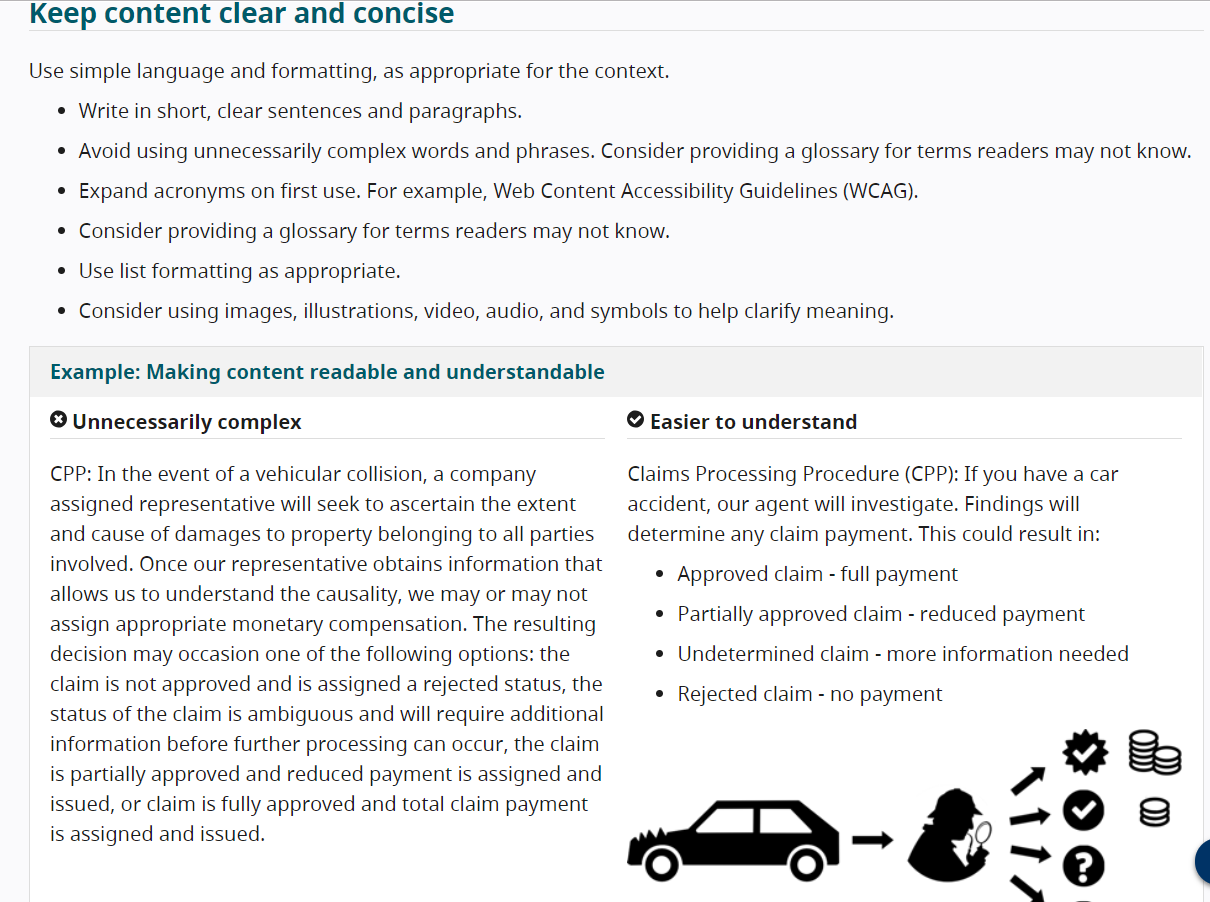 Keep content clear and concise
Use simple language and formatting, as appropriate for the context.
Write in short, clear sentences and paragraphs.
Avoid using unnecessarily complex words and phrases. Consider providing a glossary for terms readers may not know.
Expand acronyms on first use. For example, Web Content Accessibility Guidelines (WCAG).
Consider providing a glossary for terms readers may not know.
Use list formatting as appropriate.
Consider using images, illustrations, video, audio, and symbols to help clarify meaning.
Example: Making content readable and understandable
Unnecessarily complex
CPP: In the event of a vehicular collision, a company
assigned representative will seek to ascertain the extent
and cause of damages to property belonging to all parties
involved. Once our representative obtains information that
allows us to understand the causality, we may or may not
assign appropriate monetary compensation. The resulting
decision may occasion one of the following options: the
claim is not approved and is assigned a rejected status, the
status of the claim is ambiguous and will require additional
information before further processing can occur, the claim
is partially approved and reduced payment is assigned and
issued, or claim is fully approved and total claim payment
is assigned and issued.
Easier to understand
Claims Processing Procedure (CPP): If you have a car
accident, our agent will investigate. Findings will
determine any claim payment. This could result in:
Approved claim - full payment
Partially approved claim - reduced payment
Undetermined claim - more information needed
Rejected claim - no payment
?